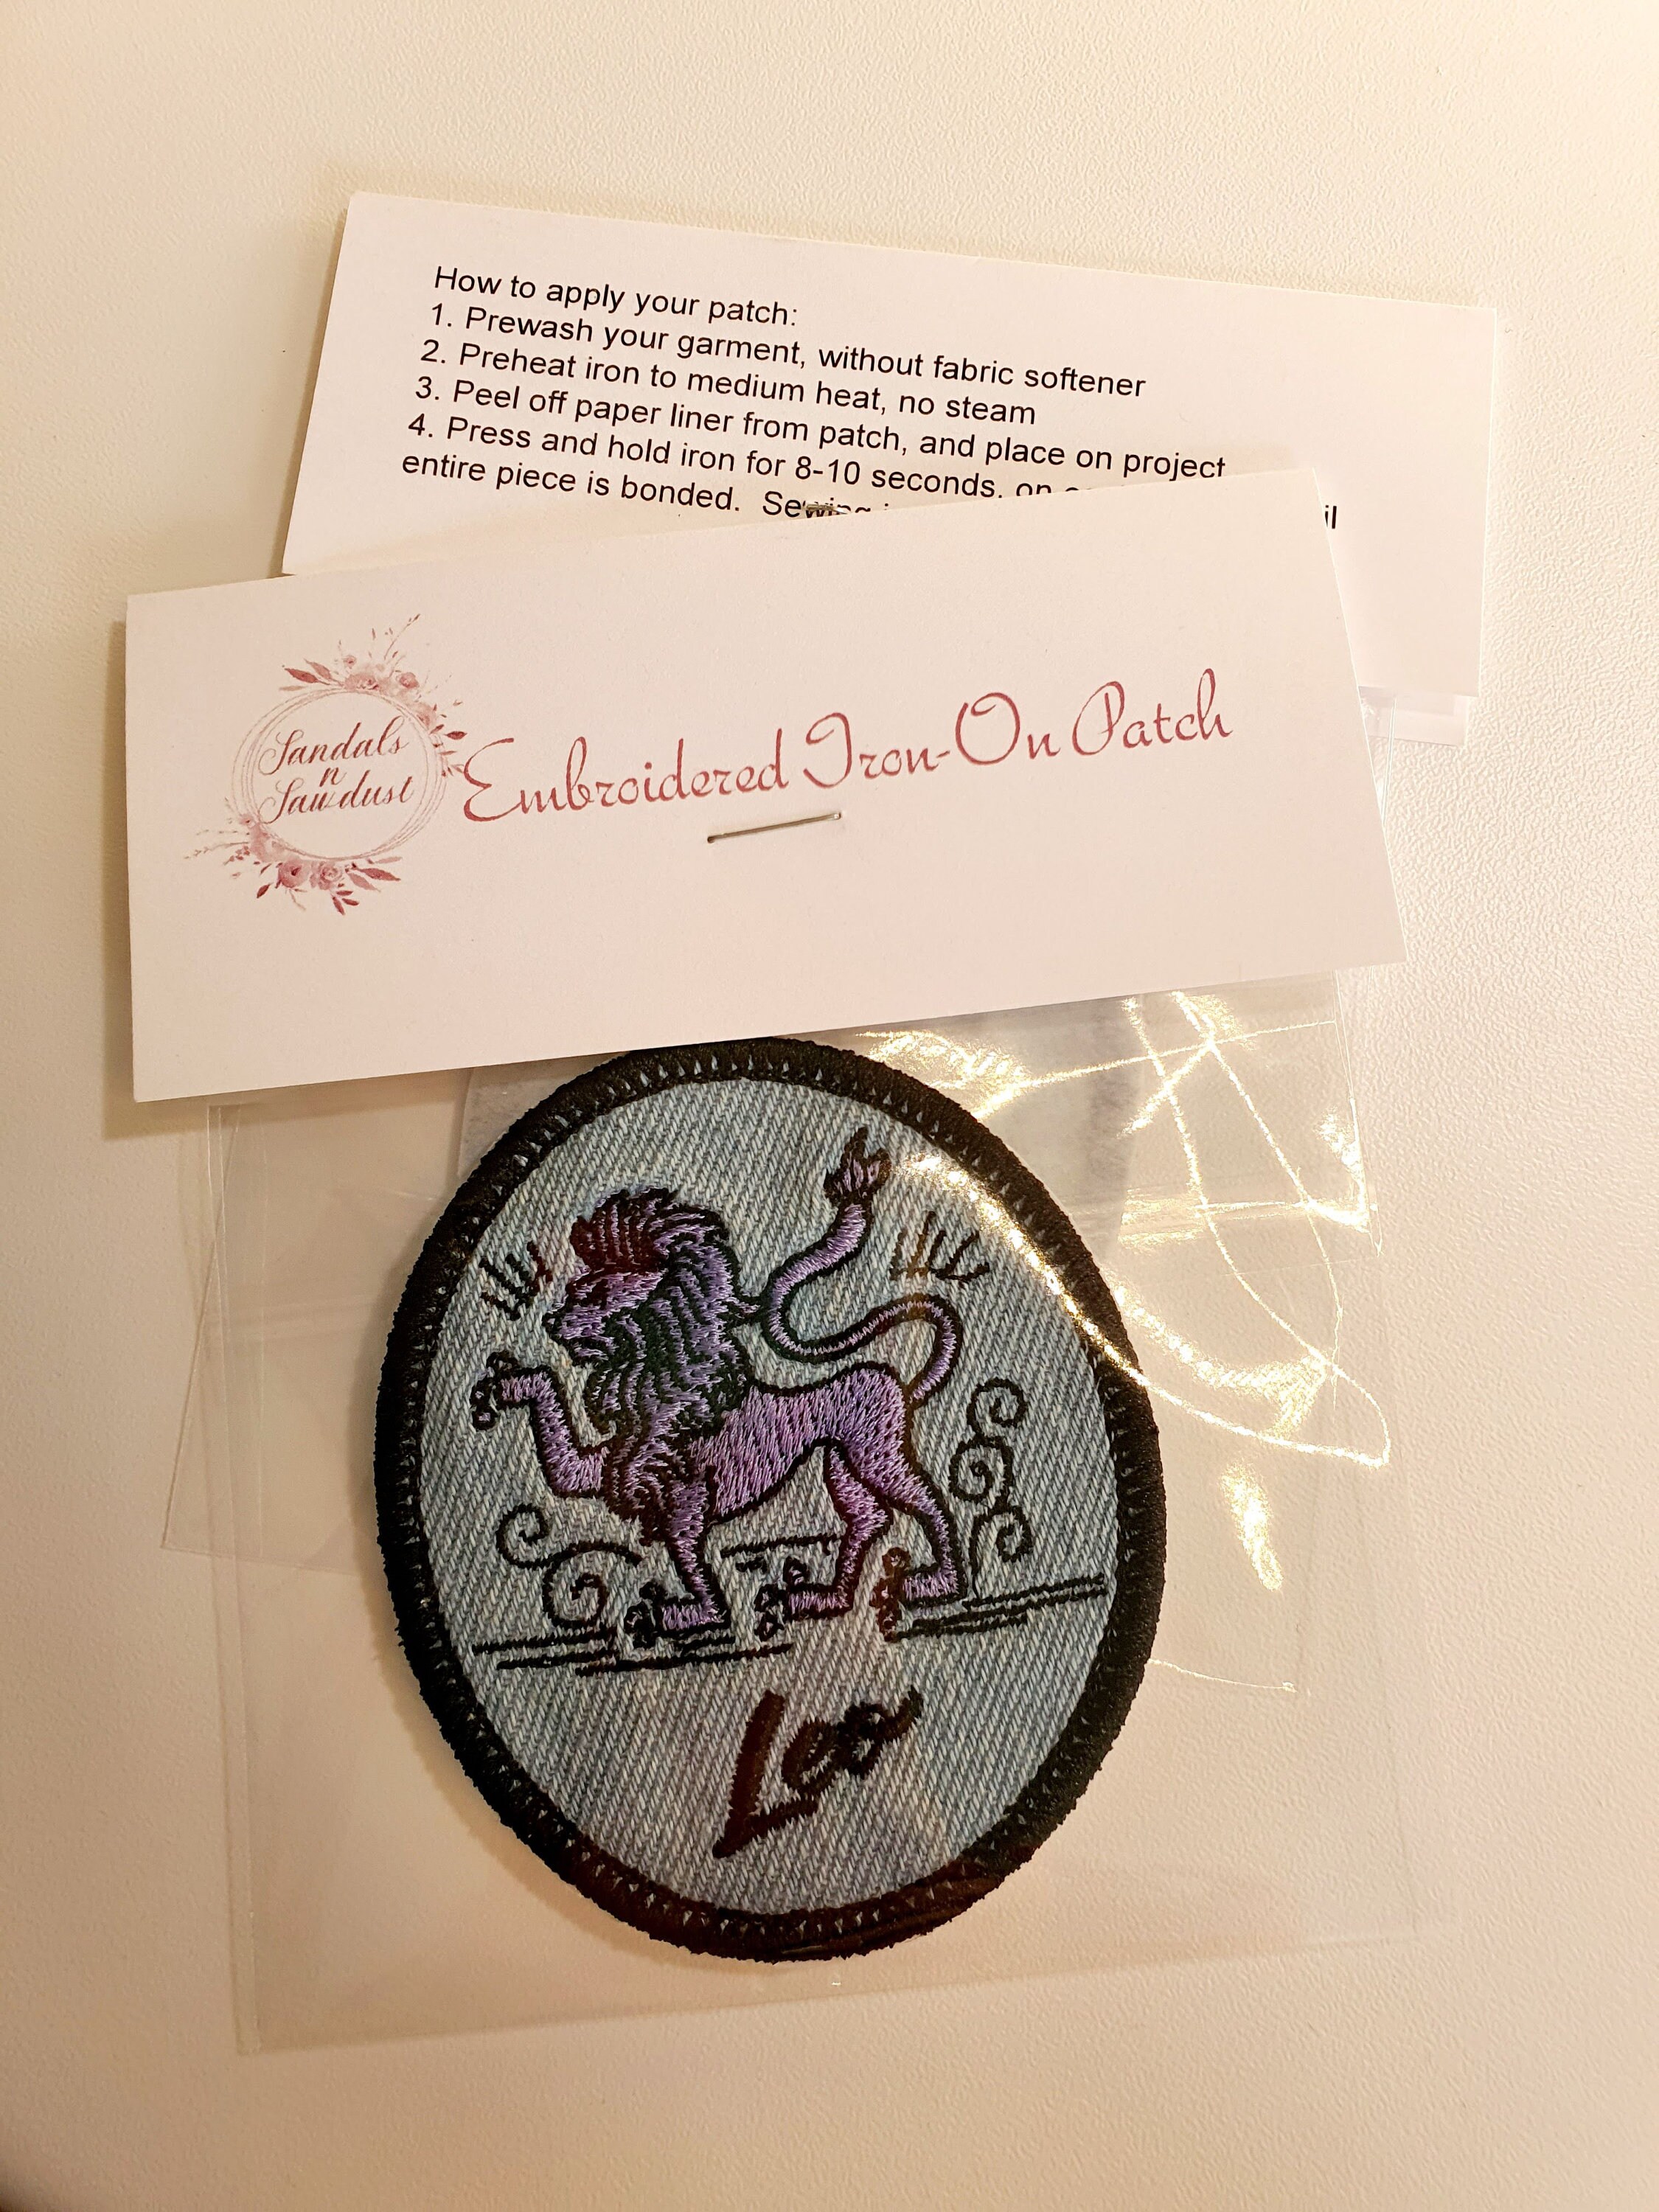 How to apply your patch:
1. Prewash your garment, without fabric softener
2. Preheat iron to medium heat, no steam
3. Peel off paper liner from patch, and place on project
4. Press and hold iron for 8-10 seconds, on
entire piece is bonded. Sewing
Sandals
n
Sawdust
Embroidered Iron-On Patch
Leo